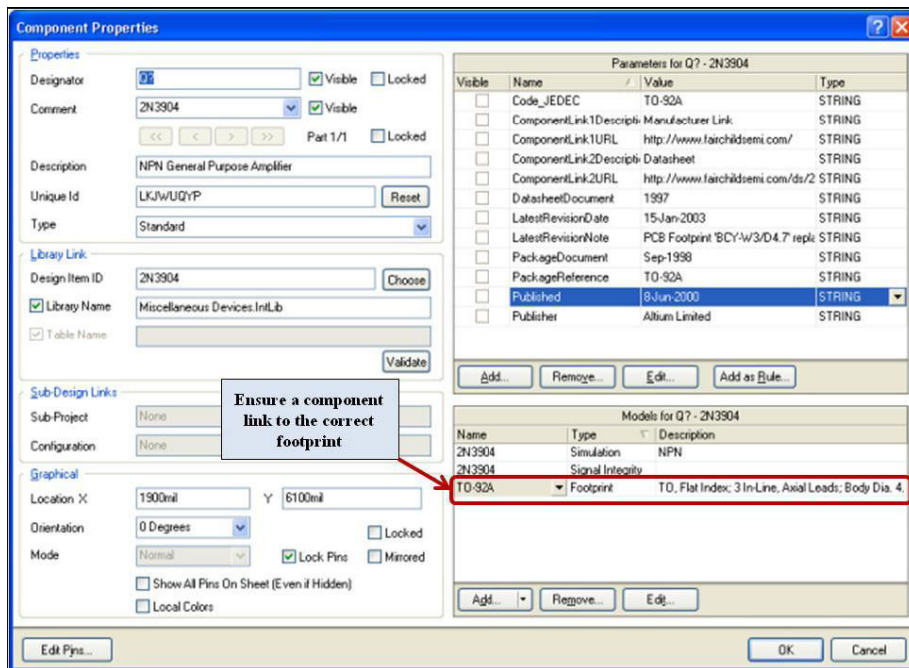 Component Properties
Properties
Designator Q? Visible Locked
Comment 2N3904 Visible
<< < > >> Part 1/1 Locked
Description NPN General Purpose Amplifier
Unique Id LKJWUQYP Reset
Type Standard
Library Link
Design Item ID 2N3904 Choose
Library Name Miscellaneous Devices.IntLib
Table Name
Validate
Sub-Design Links
Sub-Project None
Configuration None
Ensure a component
link to the correct
footprint
Graphical
Location X 1900mil Y 6100mil
Orientation 0 Degrees Locked
Mode Normal Lock Pins Mirrored
Show All Pins On Sheet (Even if Hidden)
Local Colors
Edit Pins...
Parameters for Q? - 2N3904
Visible Name Value Type
Code_JEDEC TO-92A STRING
ComponentLink1Descripti Manufacturer Link STRING
ComponentLink1URL http://www.fairchildsemi.com/ STRING
ComponentLink2Descripti Datasheet STRING
ComponentLink2URL http://www.fairchildsemi.com/ds/2 STRING
DatasheetDocument 1997 STRING
LatestRevisionDate 15-Jan-2003 STRING
LatestRevisionNote PCB Footprint 'BCY-W3/D4.7' repla STRING
PackageDocument Sep-1998 STRING
PackageReference TO-92A STRING
Published 8-Jun-2000 STRING
Publisher Altium Limited STRING
Add... Remove... Edit... Add as Rule...
Models for Q? - 2N3904
Name Type Description
2N3904 Simulation NPN
2N3904 Signal Integrity
TO-92A Footprint TO, Flat Index; 3 In-Line, Axial Leads; Body Dia. 4,
Add... Remove... Edit...
OK Cancel